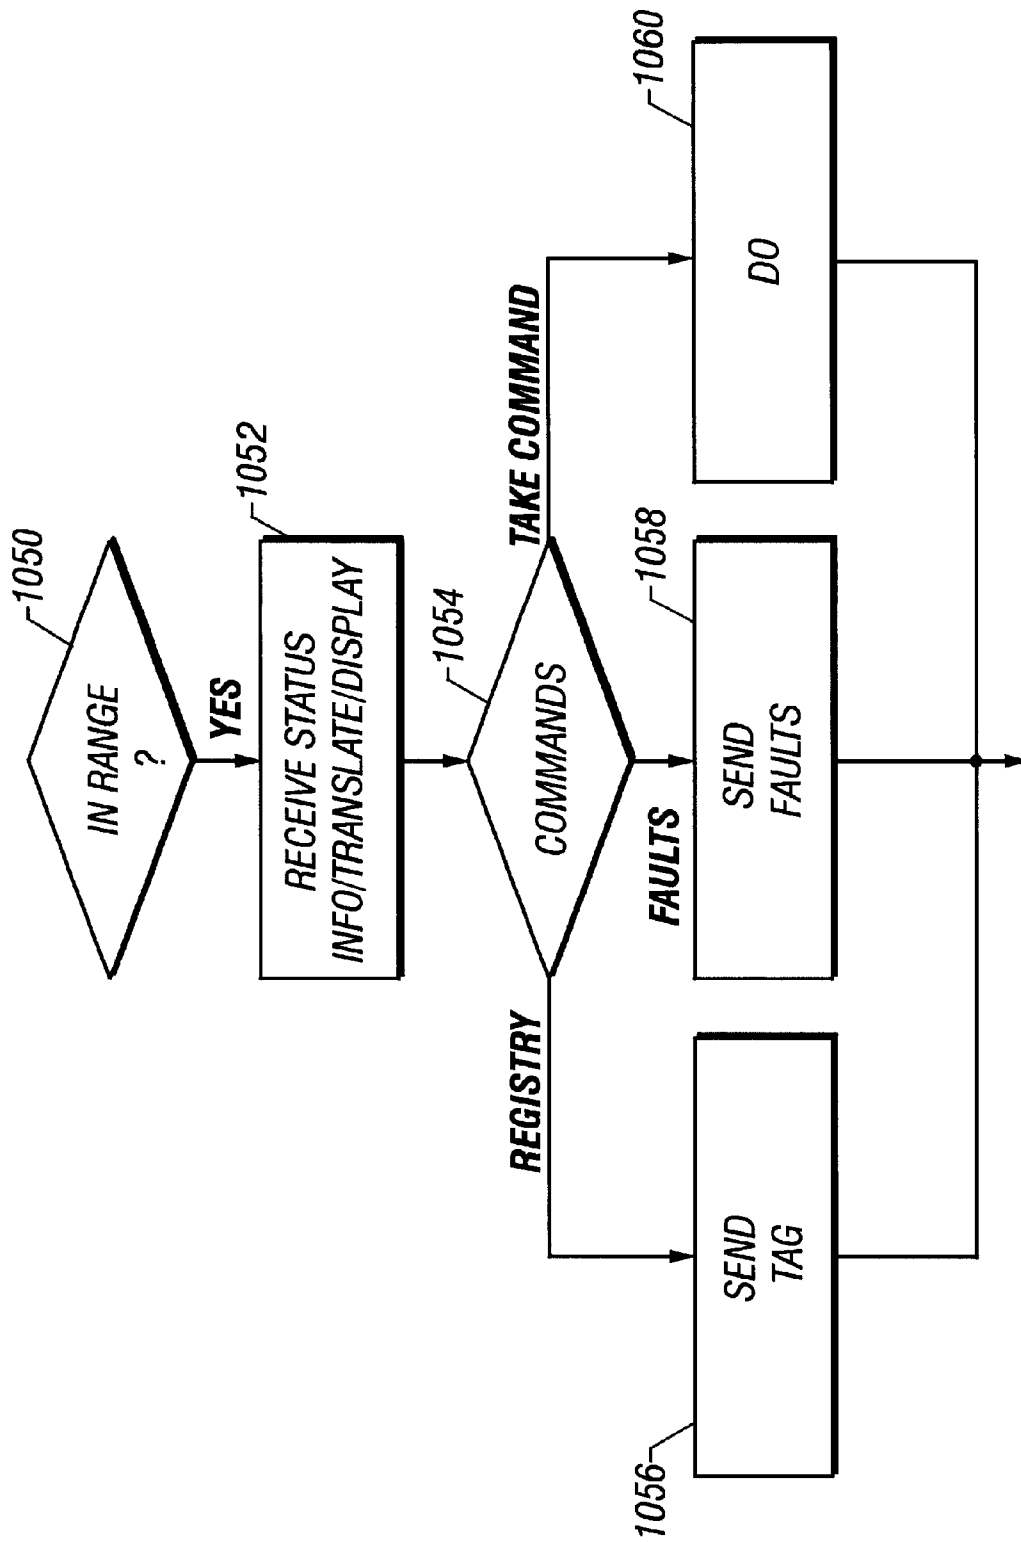 1050
IN RANGE
?
YES
1052
RECEIVE STATUS
INFO/TRANSLATE/DISPLAY
1054
COMMANDS
REGISTRY
FAULTS
TAKE COMMAND
1056
SEND
TAG
1058
SEND
FAULTS
1060
DO